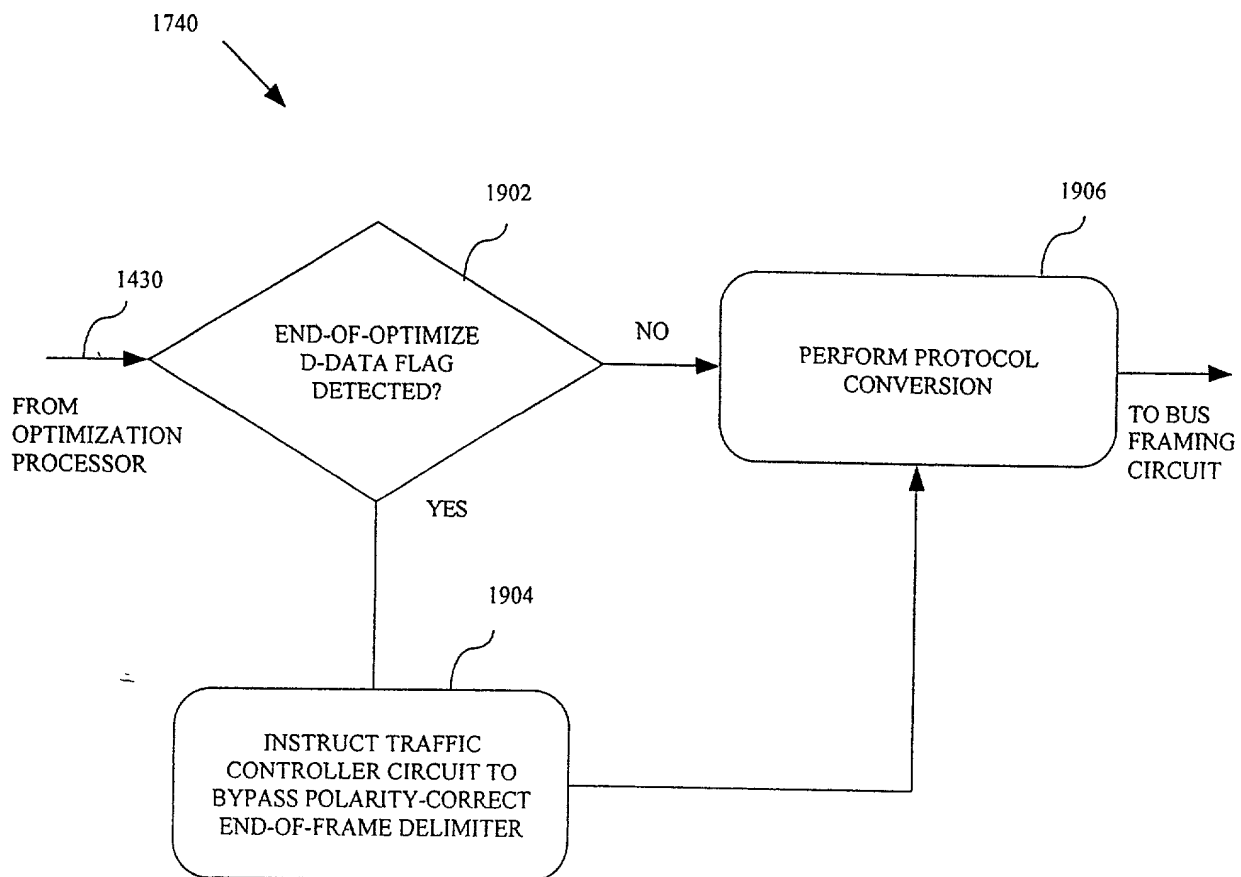 1740
1902
1906
1430
END-OF-OPTIMIZE
D-DATA FLAG
DETECTED?
NO
PERFORM PROTOCOL
CONVERSION
FROM
OPTIMIZATION
PROCESSOR
TO BUS
FRAMING
CIRCUIT
YES
1904
INSTRUCT TRAFFIC
CONTROLLER CIRCUIT TO
BYPASS POLARITY-CORRECT
END-OF-FRAME DELIMITER